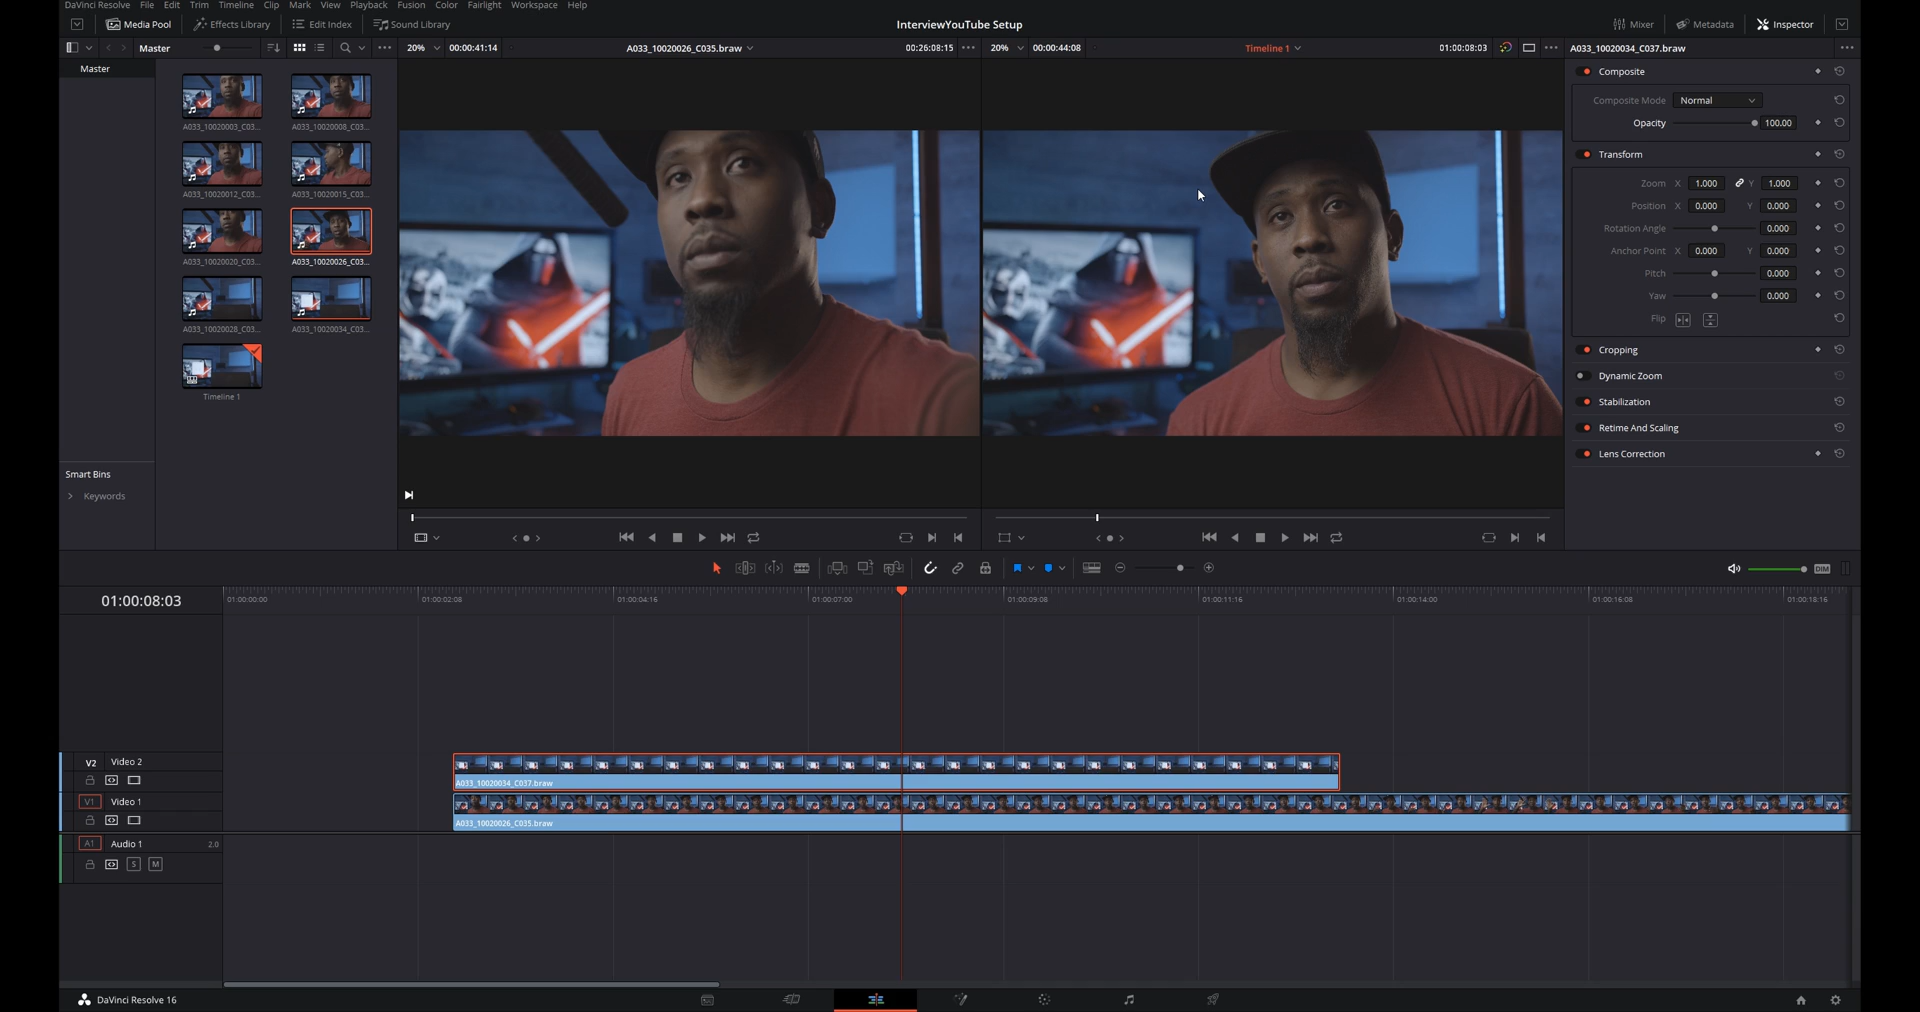 DaVinci Resolve File Edit Trim Timeline Clip Mark View Playback Fusion Color Fairlight Workspace Help
Media Pool Effects Library Edit Index Sound Library
InterviewYouTube Setup
Mixer Metadata Inspector
Master
20% 00:00:41:14 A033_10020026_C035.braw 00:26:08:15
20% 00:00:44:08 Timeline 1 01:00:08:03
A033_10020034_C037.braw
Master
A033_10020003_C03... A033_10020008_C03...
A033_10020012_C03... A033_10020015_C03...
A033_10020020_C03... A033_10020026_C03...
A033_10020028_C03... A033_10020034_C03...
Timeline 1
Smart Bins
Keywords
Composite
Composite Mode Normal
Opacity 100.00
Transform
Zoom X 1.000 Y 1.000
Position X 0.000 Y 0.000
Rotation Angle 0.000
Anchor Point X 0.000 Y 0.000
Pitch 0.000
Yaw 0.000
Flip
Cropping
Dynamic Zoom
Stabilization
Retime And Scaling
Lens Correction
DIM
01:00:08:03
01:00:00:00 01:00:02:08 01:00:04:16 01:00:07:00 01:00:09:08 01:00:11:16 01:00:14:00 01:00:16:08 01:00:18:16
V2 Video 2
A033_10020034_C037.braw
V1 Video 1
A033_10020026_C035.braw
A1 Audio 1 2.0
S M
DaVinci Resolve 16